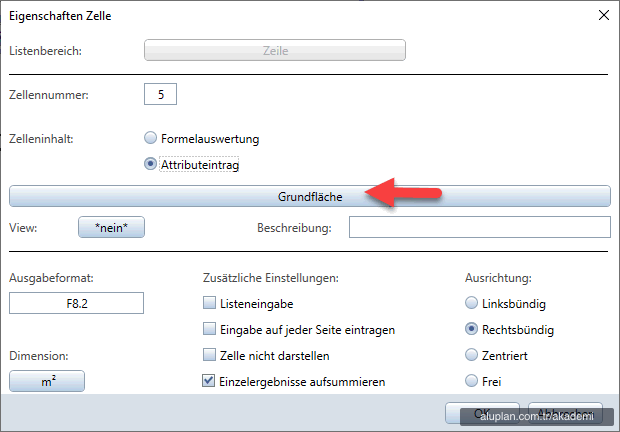 Eigenschaften Zelle
Listenbereich: Zeile
Zellennummer: 5
Zelleninhalt: Formelauswertung
Attributeintrag
Grundfläche
View: *nein* Beschreibung:
Ausgabeformat: Zusätzliche Einstellungen: Ausrichtung:
F8.2 Listeneingabe Linksbündig
Eingabe auf jeder Seite eintragen Rechtsbündig
Dimension: Zelle nicht darstellen Zentriert
m² Einzelergebnisse aufsummieren Frei
OK Abbrechen
aluplan.com.tr/akademi